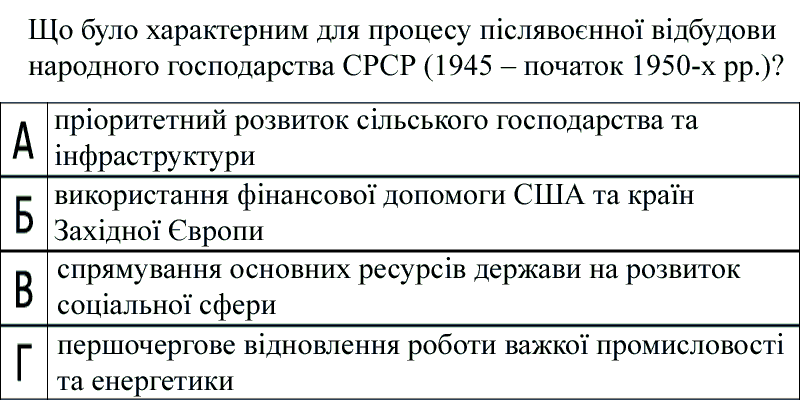 Що було характерним для процесу післявоєнної відбудови
народного господарства СРСР (1945 – початок 1950-х рр.)?
А
пріоритетний розвиток сільського господарства та
інфраструктури
Б
використання фінансової допомоги США та країн
Західної Європи
В
спрямування основних ресурсів держави на розвиток
соціальної сфери
Г
першочергове відновлення роботи важкої промисловості
та енергетики